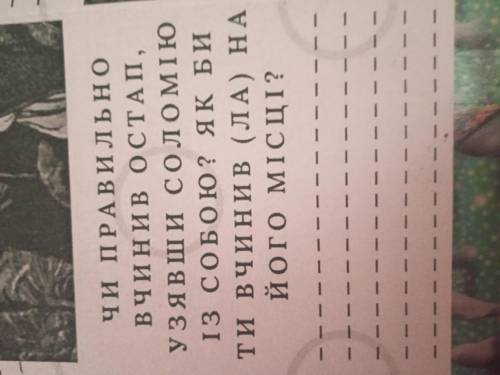 ЧИ ПРАВИЛЬНО
ВЧИНИВ ОСТАП,
УЗЯВШИ СОЛОМІЮ
ІЗ СОБОЮ? ЯК БИ
ТИ ВЧИНИВ (ЛА) НА
ЙОГО МІСЦІ?